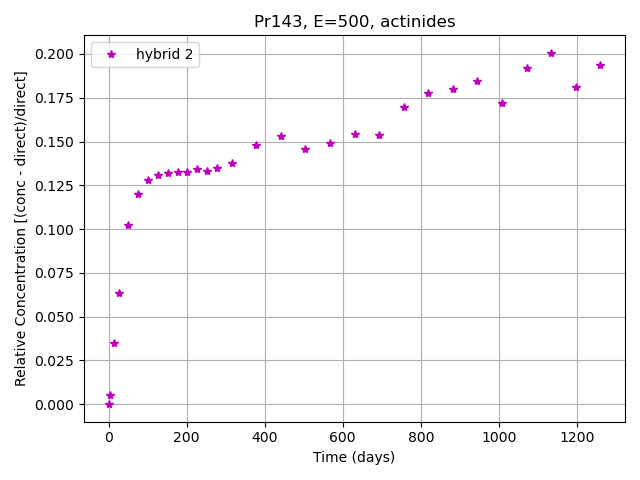 Pr143, E=500, actinides
hybrid 2
Relative Concentration [(conc - direct)/direct]
0.200
0.175
0.150
0.125
0.100
0.075
0.050
0.025
0.000
0 200 400 600 800 1000 1200
Time (days)